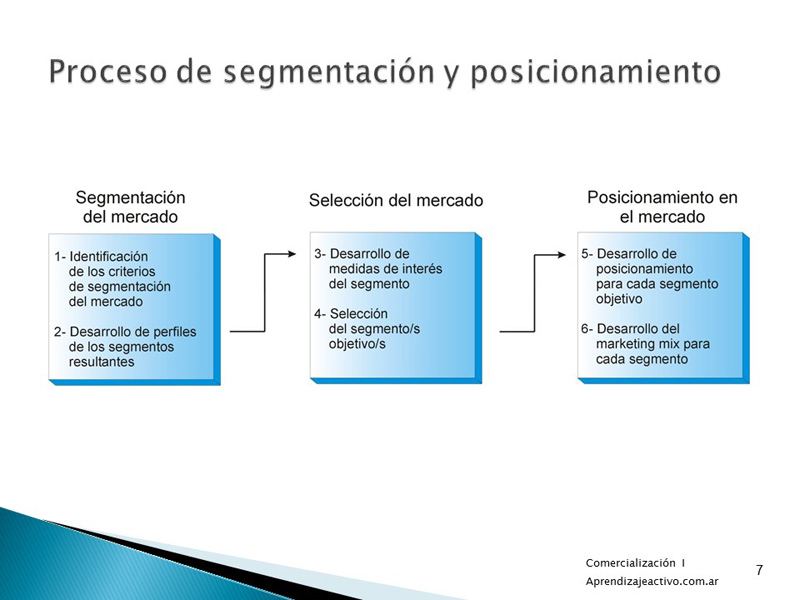 Proceso de segmentación y posicionamiento
Segmentación
del mercado
1- Identificación
de los criterios
de segmentación
del mercado
2- Desarrollo de perfiles
de los segmentos
resultantes
Selección del mercado
3- Desarrollo de
medidas de interés
del segmento
4- Selección
del segmento/s
objetivo/s
Posicionamiento en
el mercado
5- Desarrollo de
posicionamiento
para cada segmento
objetivo
6- Desarrollo del
marketing mix para
cada segmento
Comercialización I
Aprendizajeactivo.com.ar
7